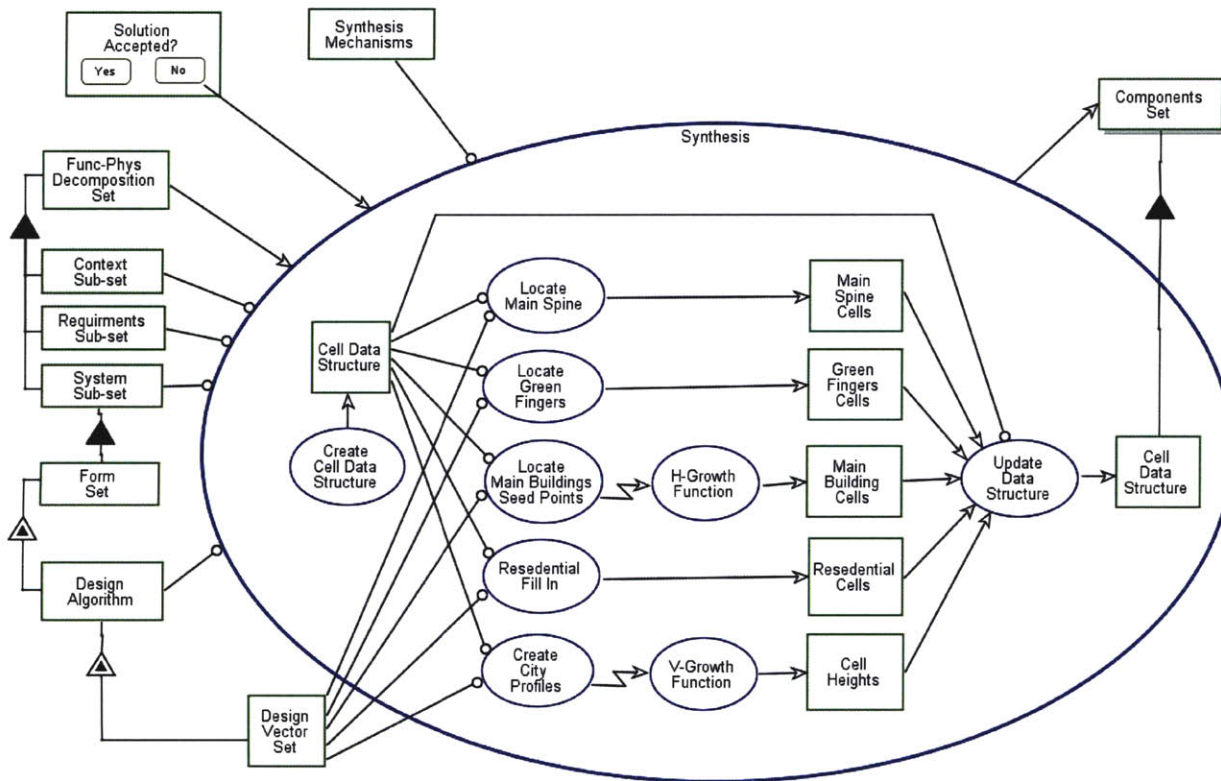 Solution
Accepted?
Yes
No
Synthesis
Mechanisms
Components
Set
Synthesis
Func-Phys
Decomposition
Set
Context
Sub-set
Requirments
Sub-set
System
Sub-set
Form
Set
Design
Algorithm
Design
Vector
Set
Cell Data
Structure
Create
Cell Data
Structure
Locate
Main Spine
Locate
Green
Fingers
Locate
Main Buildings
Seed Points
Resedential
Fill In
Create
City
Profiles
H-Growth
Function
V-Growth
Function
Main
Spine
Cells
Green
Fingers
Cells
Main
Building
Cells
Resedential
Cells
Cell
Heights
Update
Data
Structure
Cell
Data
Structure